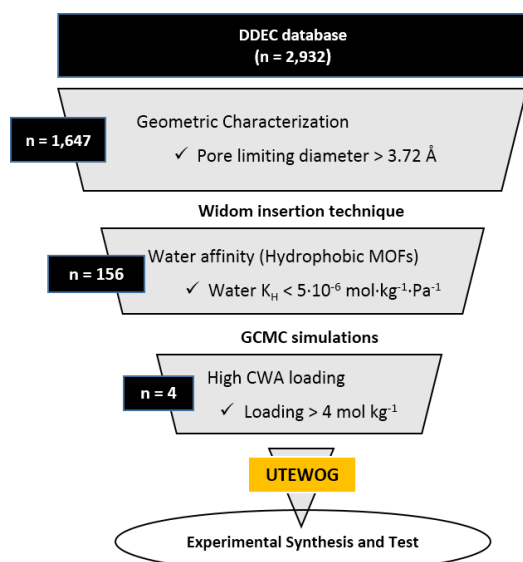 DDEC database
(n = 2,932)
n = 1,647
Geometric Characterization
✓ Pore limiting diameter > 3.72 Å
Widom insertion technique
n = 156
Water affinity (Hydrophobic MOFs)
✓ Water K_H < 5·10⁻⁶ mol·kg⁻¹·Pa⁻¹
GCMC simulations
n = 4
High CWA loading
✓ Loading > 4 mol kg⁻¹
UTEWOG
Experimental Synthesis and Test